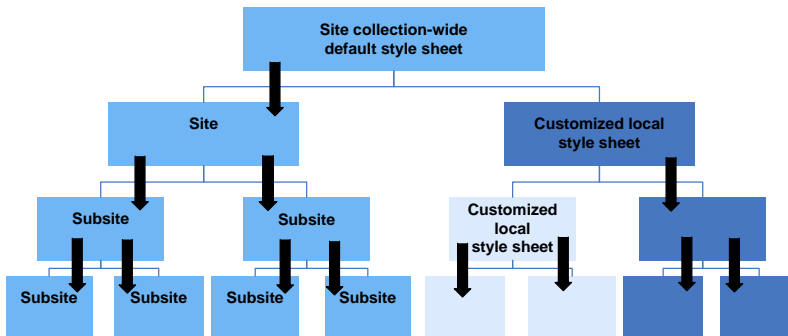 Site collection-wide
default style sheet
Site
Customized local
style sheet
Subsite
Subsite
Customized
local
style sheet
Subsite
Subsite
Subsite
Subsite